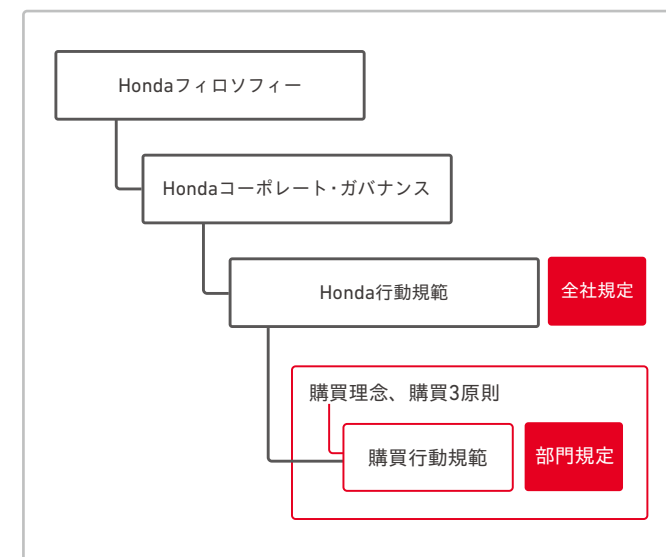 Hondaフィロソフィー
Hondaコーポレート・ガバナンス
Honda行動規範
全社規定
購買理念、購買3原則
購買行動規範
部門規定